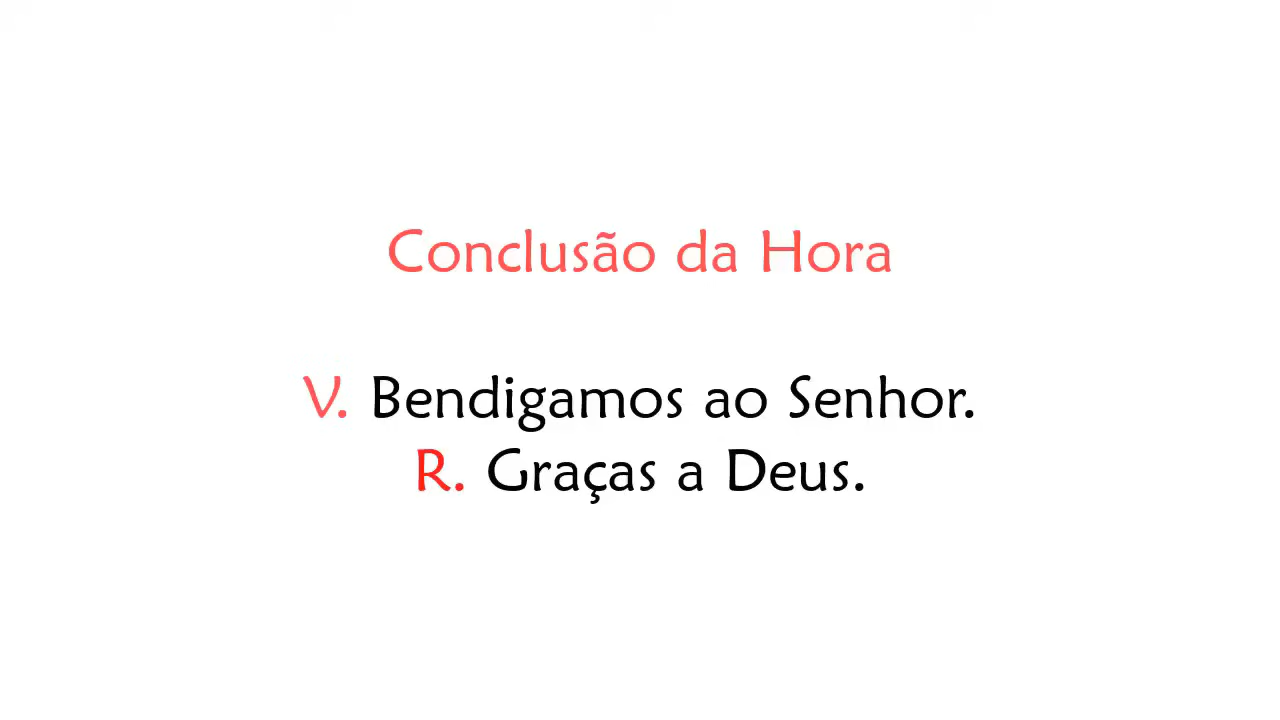 Conclusão da Hora
V. Bendigamos ao Senhor.
R. Graças a Deus.